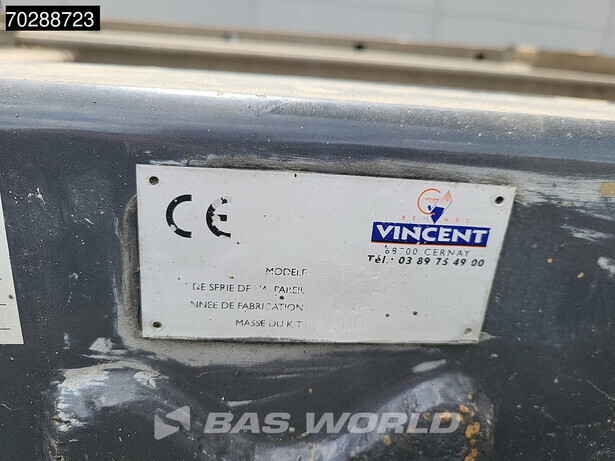 70288723
CE
BENNES
VINCENT
68700 CERNAY
Tél.: 03 89 75 49 00
MODELE
DE SERIE DE L'APPAREIL
NNEE DE FABRICATION
MASSE DU KIT
BAS.WORLD